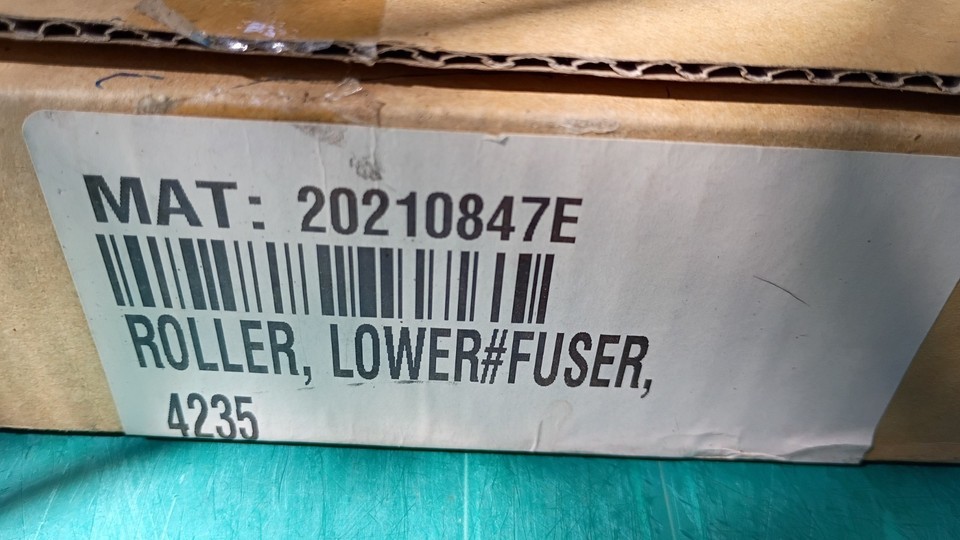 MAT: 20210847E
ROLLER, LOWER#FUSER,
4235